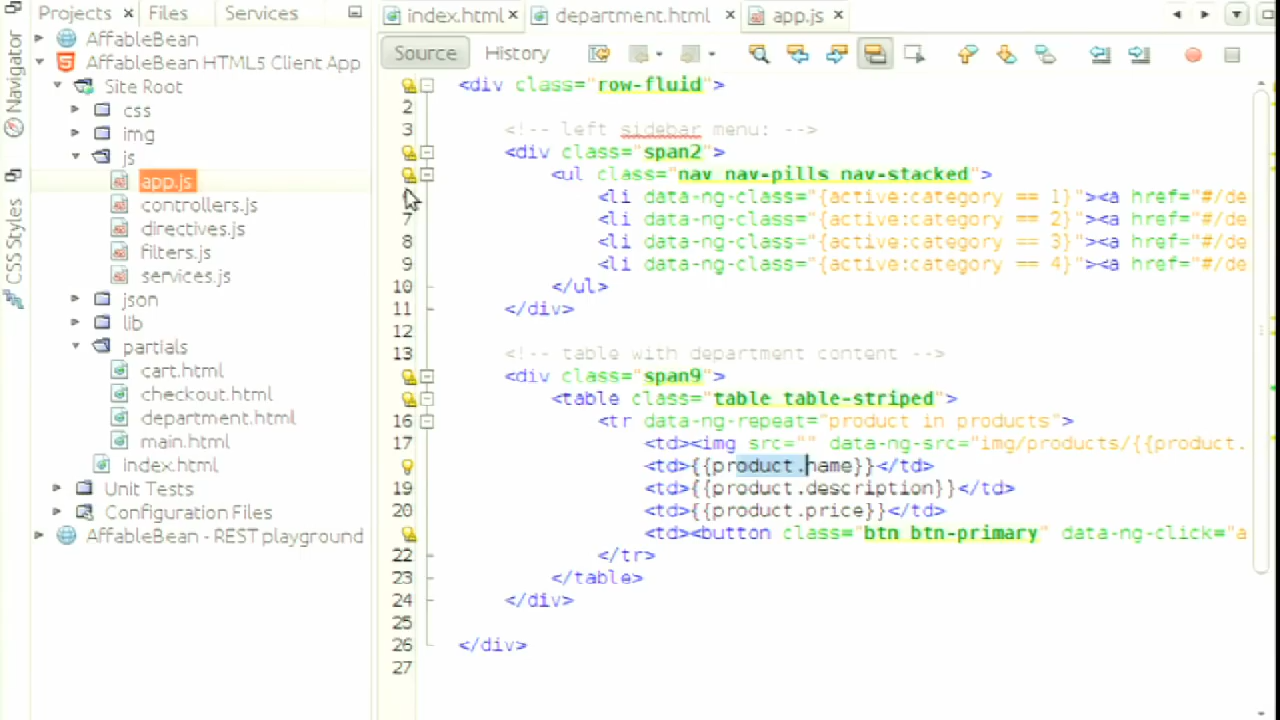 Projects × Files Services
index.html × department.html × app.js ×
Navigator
CSS Styles
AffableBean
AffableBean HTML5 Client App
Site Root
css
img
js
app.js
controllers.js
directives.js
filters.js
services.js
json
lib
partials
cart.html
checkout.html
department.html
main.html
index.html
Unit Tests
Configuration Files
AffableBean - REST playground
Source History
<div class="row-fluid">
2
3 <!-- left sidebar menu: -->
<div class="span2">
<ul class="nav nav-pills nav-stacked">
<li data-ng-class="{active:category == 1}"><a href="#/de
7 <li data-ng-class="{active:category == 2}"><a href="#/de
8 <li data-ng-class="{active:category == 3}"><a href="#/de
9 <li data-ng-class="{active:category == 4}"><a href="#/de
10 </ul>
11 </div>
12
13 <!-- table with department content -->
<div class="span9">
<table class="table table-striped">
16 <tr data-ng-repeat="product in products">
17 <td><img src="" data-ng-src="img/products/{{product.
<td>{{product.name}}</td>
19 <td>{{product.description}}</td>
20 <td>{{product.price}}</td>
<td><button class="btn btn-primary" data-ng-click="a
22 </tr>
23 </table>
24 </div>
25
26 </div>
27